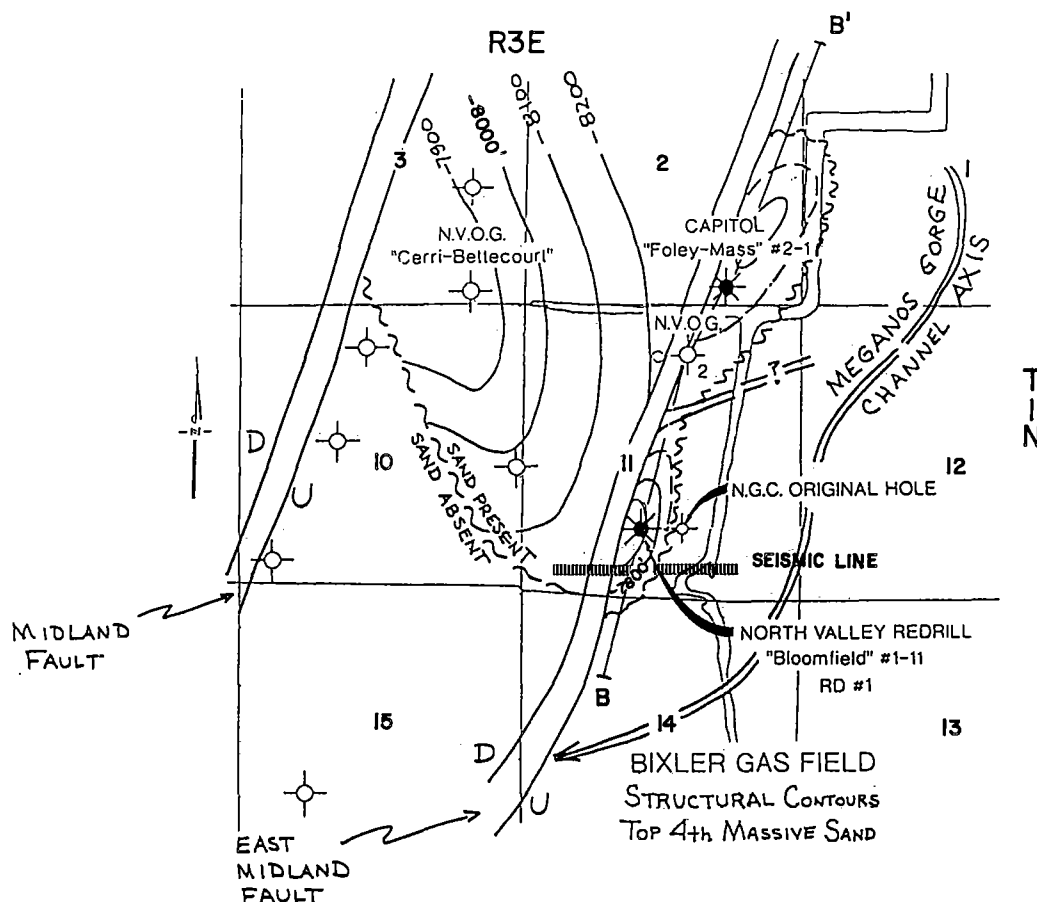 R3E
B'
-7900
-8000'
-8100
-8200
3
2
1
N.V.O.G.
"Cerri-Bettecourt"
CAPITOL
"Foley-Mass" #2-1
MEGANOS GORGE
CHANNEL AXIS
N.V.O.G.
2
?
T
1
N
N
D
U
10
11
12
SAND PRESENT
SAND ABSENT
N.G.C. ORIGINAL HOLE
SEISMIC LINE
7800'
MIDLAND
FAULT
NORTH VALLEY REDRILL
"Bloomfield" #1-11
RD #1
B
15
14
13
D
U
BIXLER GAS FIELD
STRUCTURAL CONTOURS
TOP 4th MASSIVE SAND
EAST
MIDLAND
FAULT